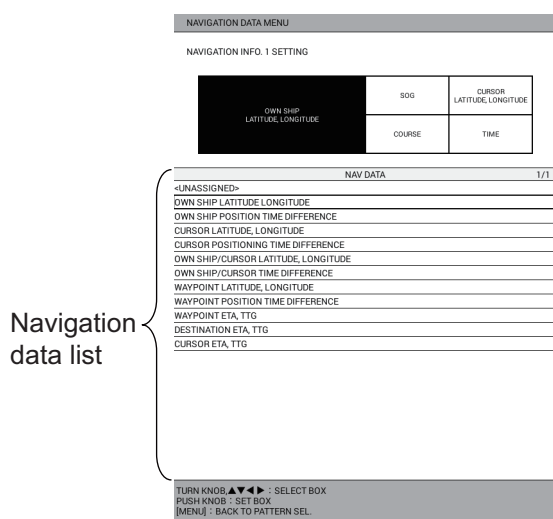 NAVIGATION DATA MENU
NAVIGATION INFO. 1 SETTING
OWN SHIP
LATITUDE, LONGITUDE
SOG
CURSOR
LATITUDE, LONGITUDE
COURSE
TIME
NAV DATA 1/1
<UNASSIGNED>
OWN SHIP LATITUDE LONGITUDE
OWN SHIP POSITION TIME DIFFERENCE
CURSOR LATITUDE, LONGITUDE
CURSOR POSITIONING TIME DIFFERENCE
OWN SHIP/CURSOR LATITUDE, LONGITUDE
OWN SHIP/CURSOR TIME DIFFERENCE
WAYPOINT LATITUDE, LONGITUDE
WAYPOINT POSITION TIME DIFFERENCE
WAYPOINT ETA, TTG
DESTINATION ETA, TTG
CURSOR ETA, TTG
Navigation
data list
TURN KNOB,▲▼◀ ▶ : SELECT BOX
PUSH KNOB : SET BOX
[MENU] : BACK TO PATTERN SEL.